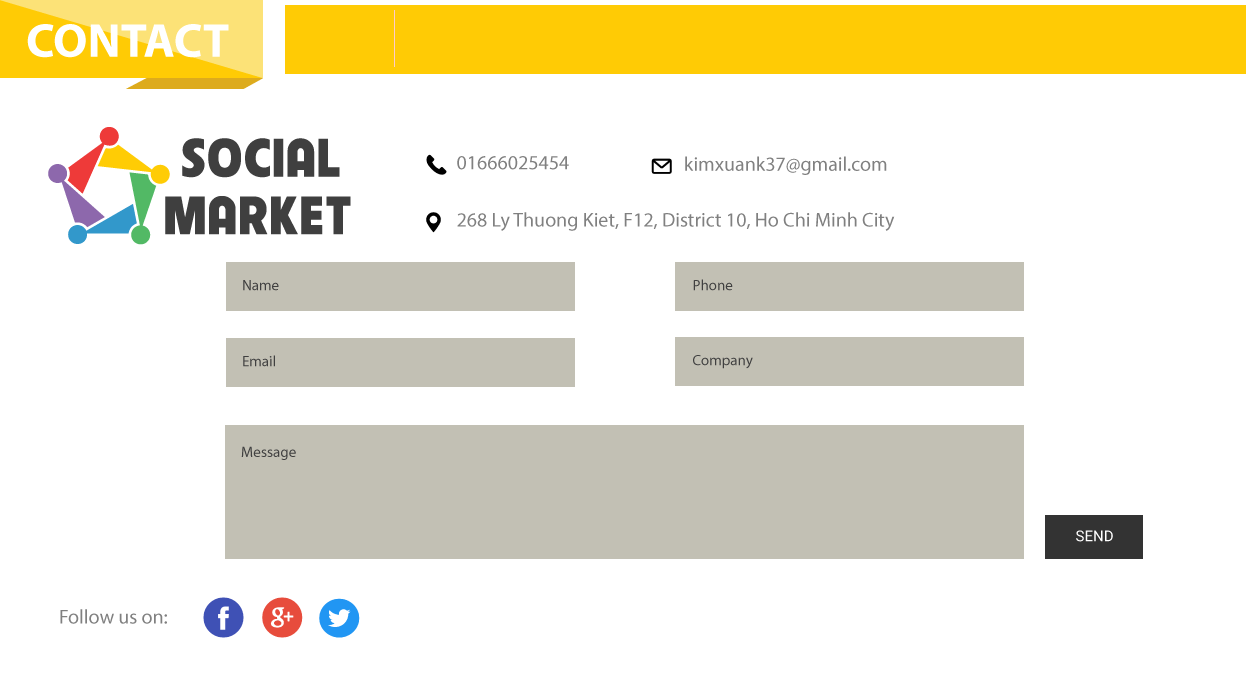 CONTACT
SOCIAL
MARKET
01666025454
kimxuank37@gmail.com
268 Ly Thuong Kiet, F12, District 10, Ho Chi Minh City
Name
Phone
Email
Company
Message
SEND
Follow us on: